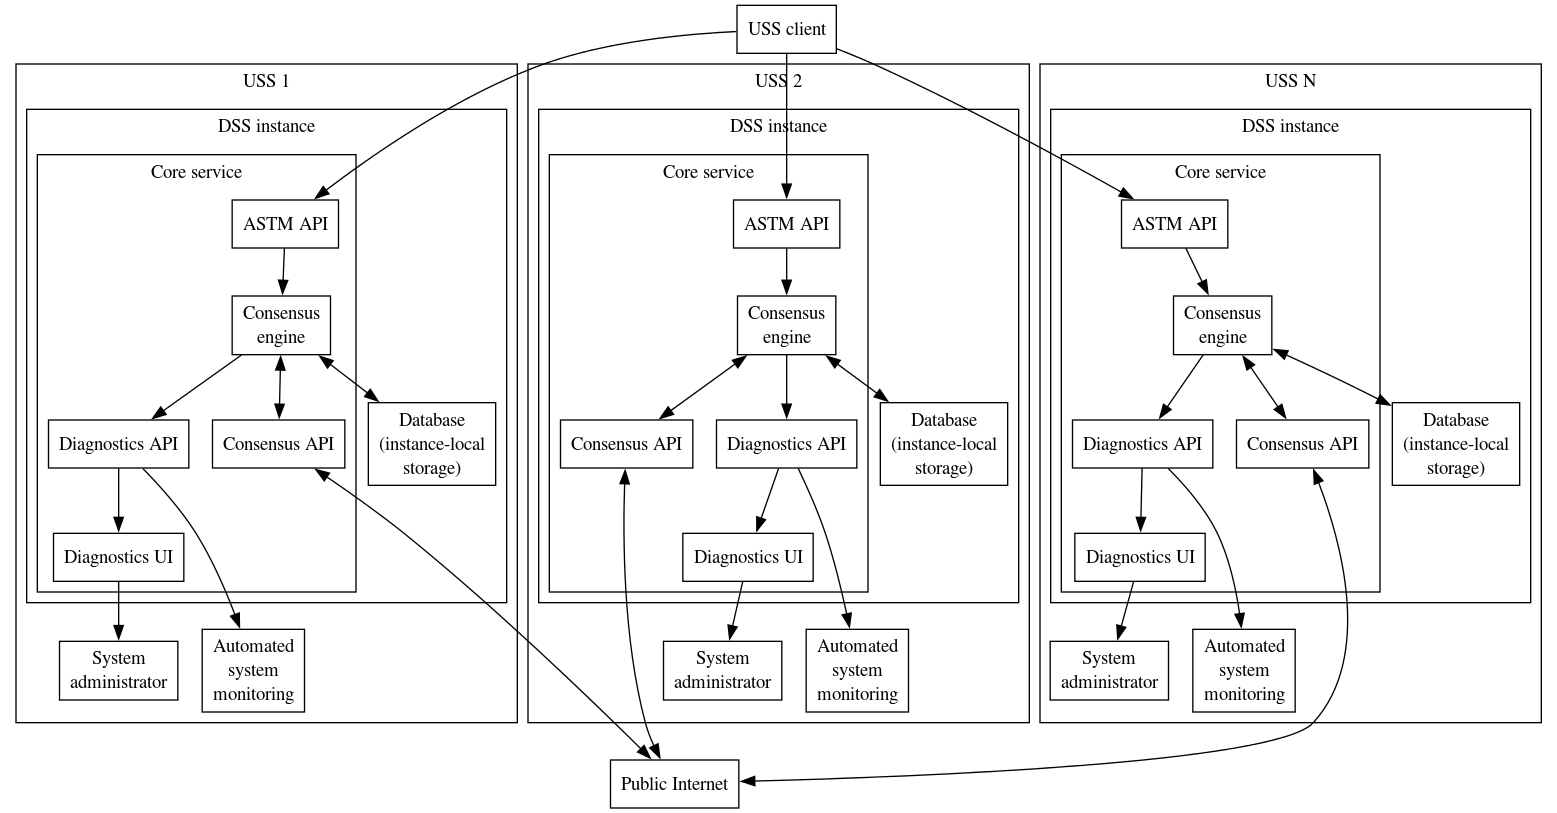 USS client
USS 1
USS 2
USS N
DSS instance
DSS instance
DSS instance
Core service
Core service
Core service
ASTM API
ASTM API
ASTM API
Consensus
engine
Consensus
engine
Consensus
engine
Diagnostics API
Consensus API
Database
(instance-local
storage)
Consensus API
Diagnostics API
Database
(instance-local
storage)
Diagnostics API
Consensus API
Database
(instance-local
storage)
Diagnostics UI
Diagnostics UI
Diagnostics UI
System
administrator
Automated
system
monitoring
System
administrator
Automated
system
monitoring
System
administrator
Automated
system
monitoring
Public Internet